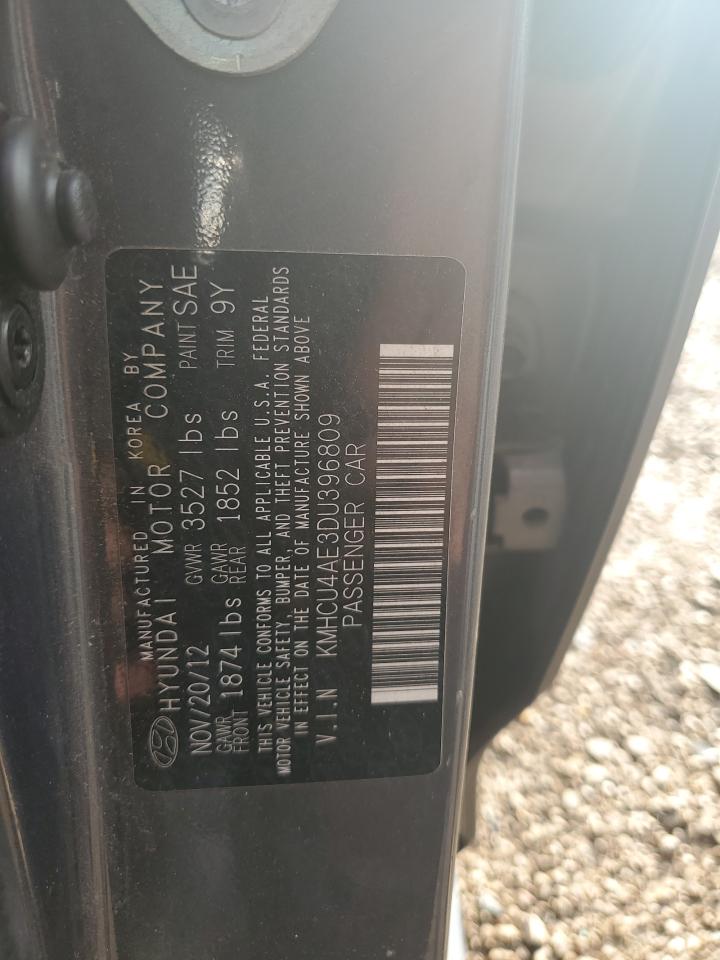 MANUFACTURED IN KOREA BY
HYUNDAI MOTOR COMPANY
NOV/20/12 GVWR 3527 lbs PAINT SAE
GAWR FRONT 1874 lbs GAWR REAR 1852 lbs TRIM 9Y
THIS VEHICLE CONFORMS TO ALL APPLICABLE U.S.A. FEDERAL
MOTOR VEHICLE SAFETY, BUMPER, AND THEFT PREVENTION STANDARDS
IN EFFECT ON THE DATE OF MANUFACTURE SHOWN ABOVE
V.I.N KMHCU4AE3DU396809
PASSENGER CAR